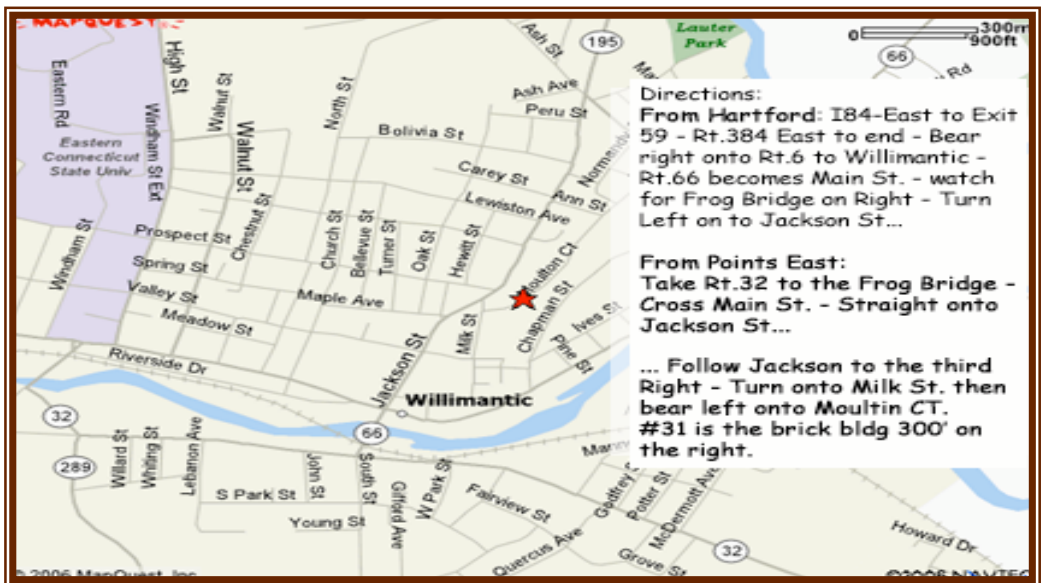 MAPQUEST
300m
0
900ft
Ash St
195
Lauter
Park
66
Rd
High St
Eastern Rd
Windham St Ext
Walnut St
Walnut St
North St
Ash Ave
Peru St
Bolivia St
Normandy
Eastern
Connecticut
State Univ
Carey St
Ann St
Lewiston Ave
Chestnut St
Church St
Bellevue St
Turner St
Oak St
Hewitt St
Windham St
Prospect St
Spring St
Moulton Ct
Valley St
Maple Ave
Chapman St
Ives St
Meadow St
Milk St
Pine St
Riverside Dr
Jackson St
Willimantic
32
66
289
Willard St
Whiting St
Lebanon Ave
John St
South St
Gifford Ave
W Park St
S Park St
Young St
Fairview St
Godfrey
Potter St
McDermott Ave
Quercus Ave
Grove St
32
Howard Dr
© 2006 MapQuest, Inc
©2006 NAVTEQ
Directions:
From Hartford: I84-East to Exit
59 - Rt.384 East to end - Bear
right onto Rt.6 to Willimantic -
Rt.66 becomes Main St. - watch
for Frog Bridge on Right - Turn
Left on to Jackson St...
From Points East:
Take Rt.32 to the Frog Bridge -
Cross Main St. - Straight onto
Jackson St...
... Follow Jackson to the third
Right - Turn onto Milk St. then
bear left onto Moultin CT.
#31 is the brick bldg 300' on
the right.